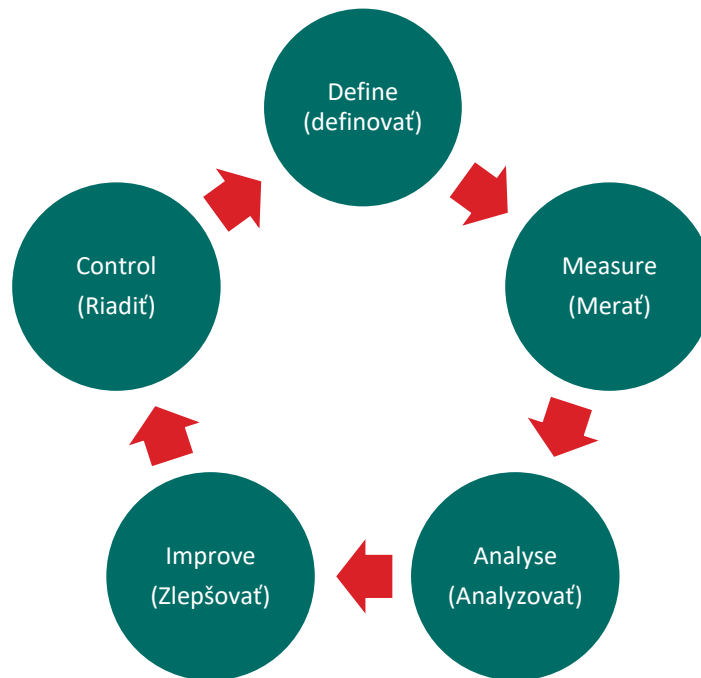 Define
(definovať)
Measure
(Merať)
Analyse
(Analyzovať)
Improve
(Zlepšovať)
Control
(Riadiť)